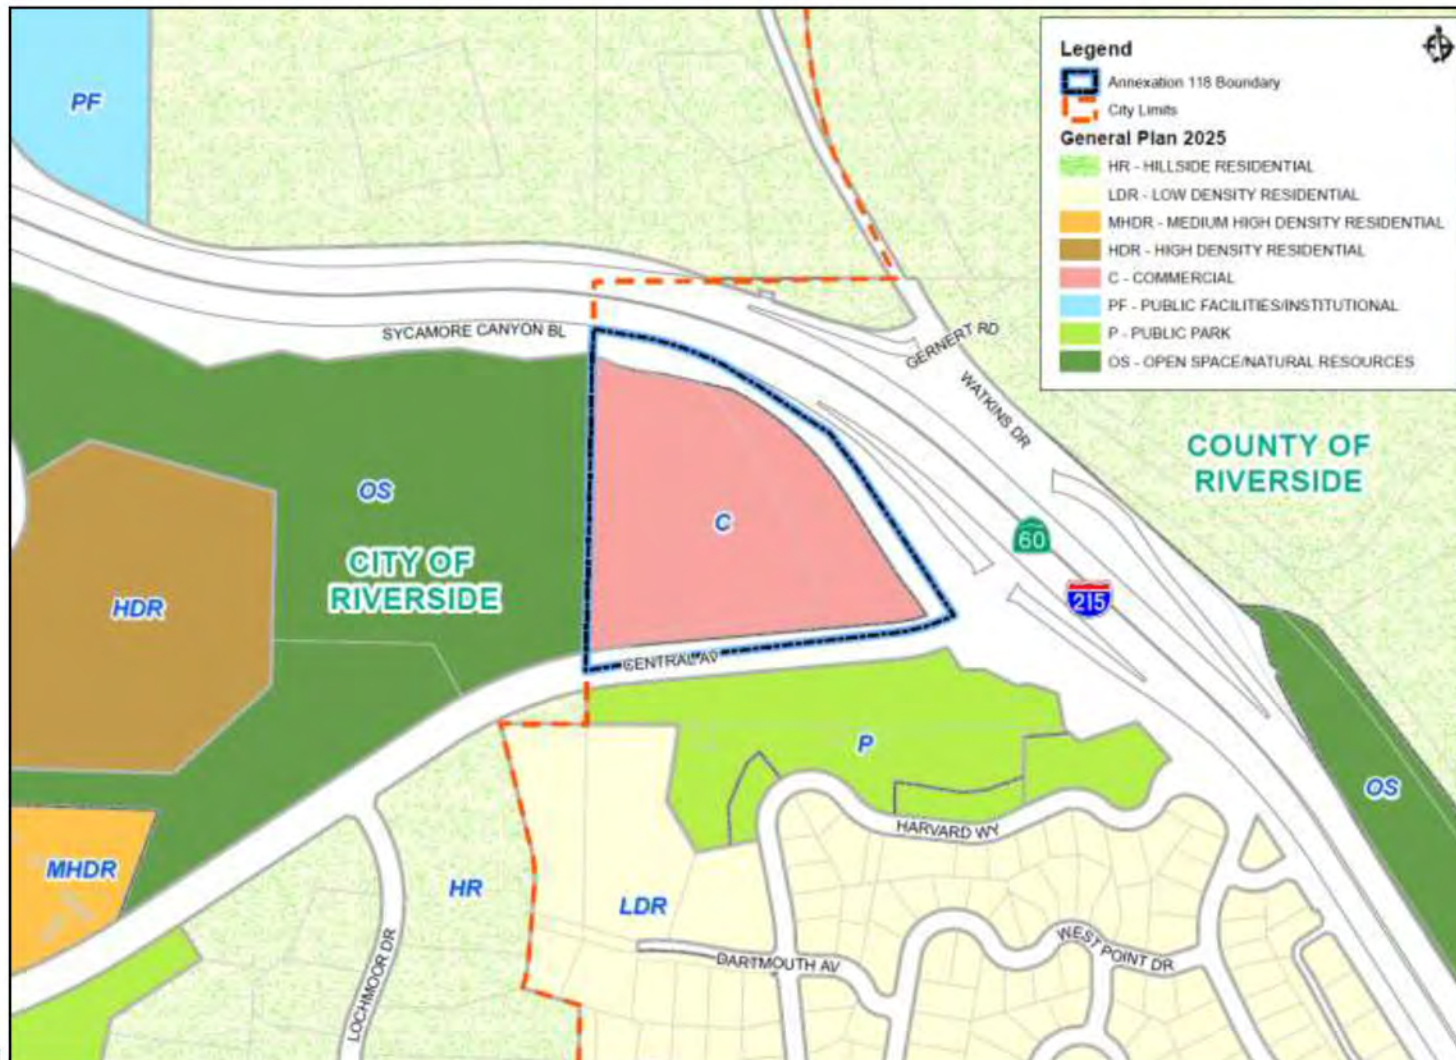 Legend
Annexation 118 Boundary
City Limits
General Plan 2025
HR - HILLSIDE RESIDENTIAL
LDR - LOW DENSITY RESIDENTIAL
MHDR - MEDIUM HIGH DENSITY RESIDENTIAL
HDR - HIGH DENSITY RESIDENTIAL
C - COMMERCIAL
PF - PUBLIC FACILITIES/INSTITUTIONAL
P - PUBLIC PARK
OS - OPEN SPACE/NATURAL RESOURCES
PF
SYCAMORE CANYON BL
GERNERT RD
WATKINS DR
COUNTY OF
RIVERSIDE
OS
C
60
CITY OF
RIVERSIDE
HDR
215
CENTRAL AV
P
OS
HARVARD WY
MHDR
HR
LDR
WEST POINT DR
DARTMOUTH AV
LOCHMOOR DR